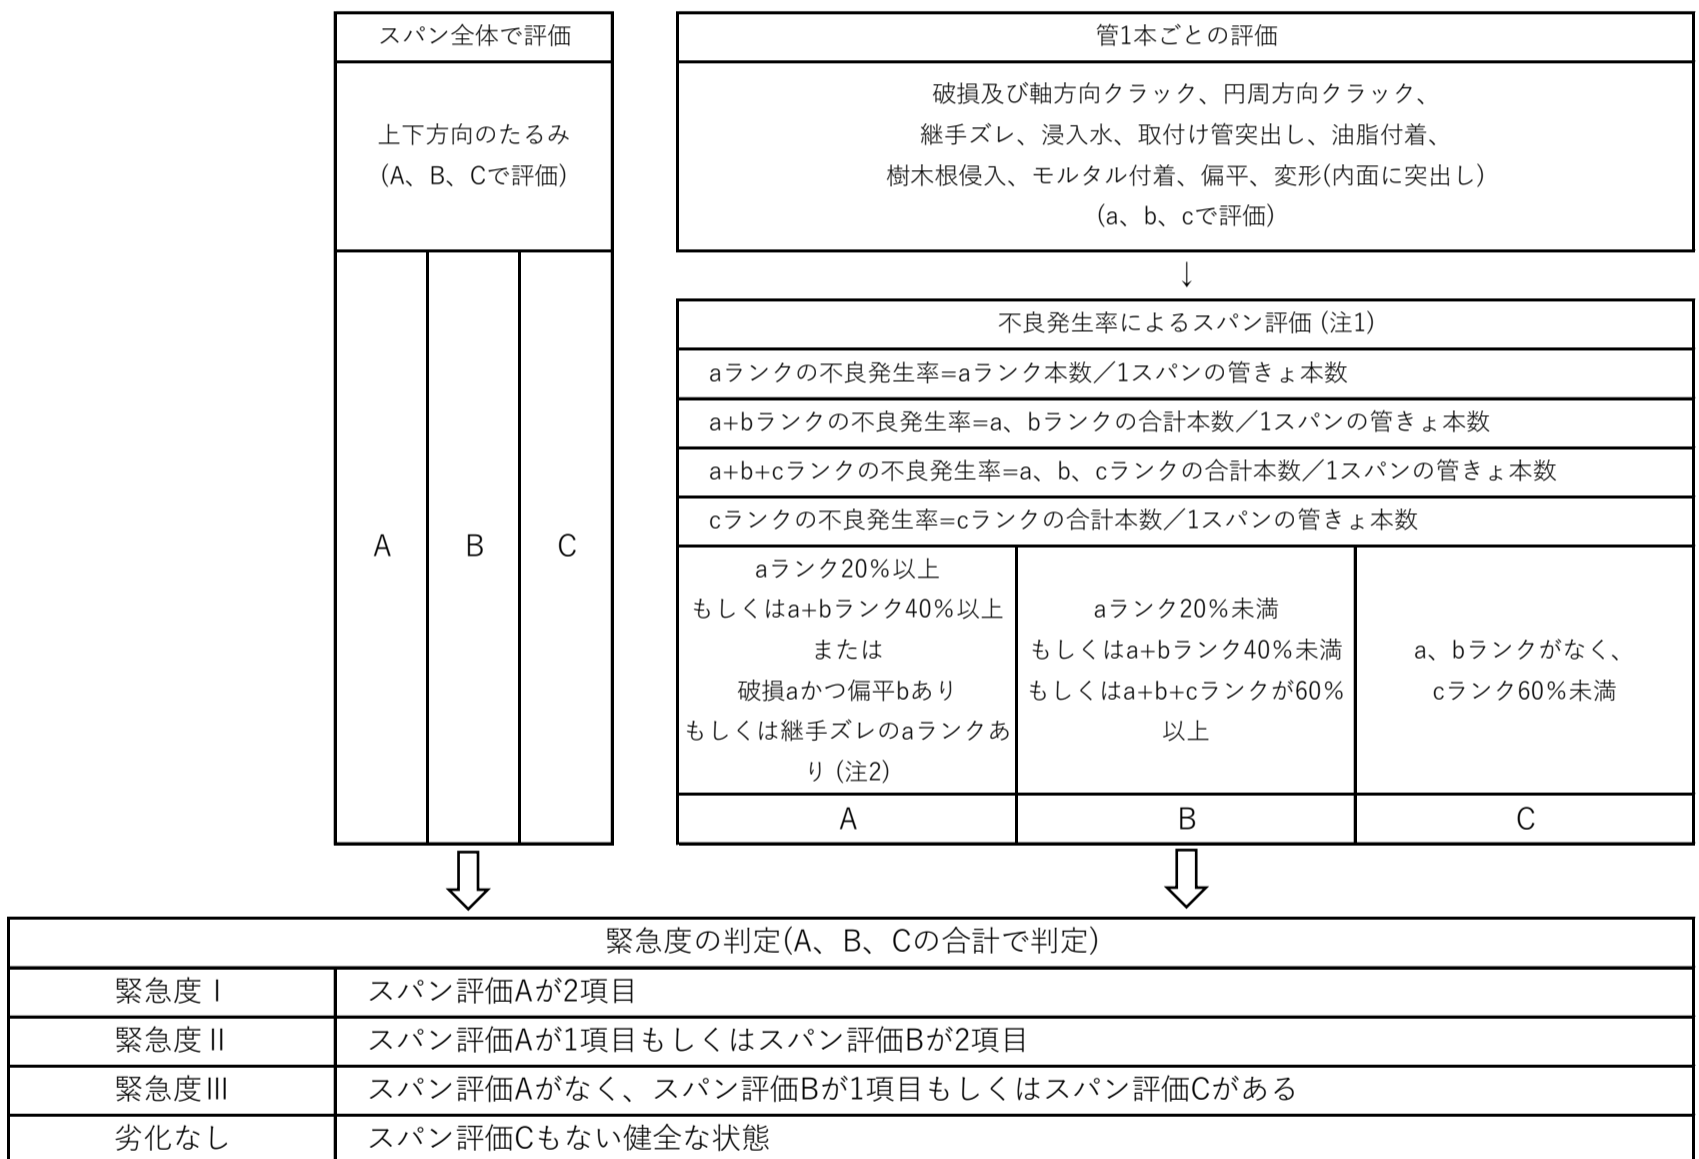 スパン全体で評価
上下方向のたるみ
(A、B、Cで評価)
A
B
C
管1本ごとの評価
破損及び軸方向クラック、円周方向クラック、
継手ズレ、浸入水、取付け管突出し、油脂付着、
樹木根侵入、モルタル付着、偏平、変形(内面に突出し)
(a、b、cで評価)
↓
不良発生率によるスパン評価 (注1)
aランクの不良発生率=aランク本数／1スパンの管きょ本数
a+bランクの不良発生率=a、bランクの合計本数／1スパンの管きょ本数
a+b+cランクの不良発生率=a、b、cランクの合計本数／1スパンの管きょ本数
cランクの不良発生率=cランクの合計本数／1スパンの管きょ本数
aランク20%以上
もしくはa+bランク40%以上
または
破損aかつ偏平bあり
もしくは継手ズレのaランクあ
り (注2)
aランク20%未満
もしくはa+bランク40%未満
もしくはa+b+cランクが60%
以上
a、bランクがなく、
cランク60%未満
A
B
C
緊急度の判定(A、B、Cの合計で判定)
緊急度Ⅰ
スパン評価Aが2項目
緊急度Ⅱ
スパン評価Aが1項目もしくはスパン評価Bが2項目
緊急度Ⅲ
スパン評価Aがなく、スパン評価Bが1項目もしくはスパン評価Cがある
劣化なし
スパン評価Cもない健全な状態